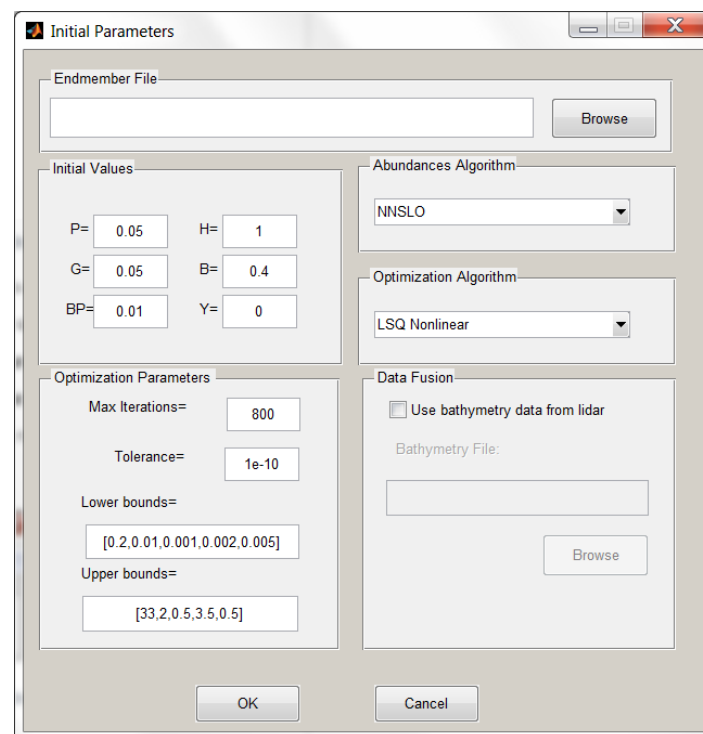 Initial Parameters
Endmember File
Browse
Initial Values
P= 0.05 H= 1
G= 0.05 B= 0.4
BP= 0.01 Y= 0
Abundances Algorithm
NNSLO
Optimization Algorithm
LSQ Nonlinear
Optimization Parameters
Max Iterations= 800
Tolerance= 1e-10
Lower bounds=
[0.2,0.01,0.001,0.002,0.005]
Upper bounds=
[33,2,0.5,3.5,0.5]
Data Fusion
Use bathymetry data from lidar
Bathymetry File:
Browse
OK Cancel